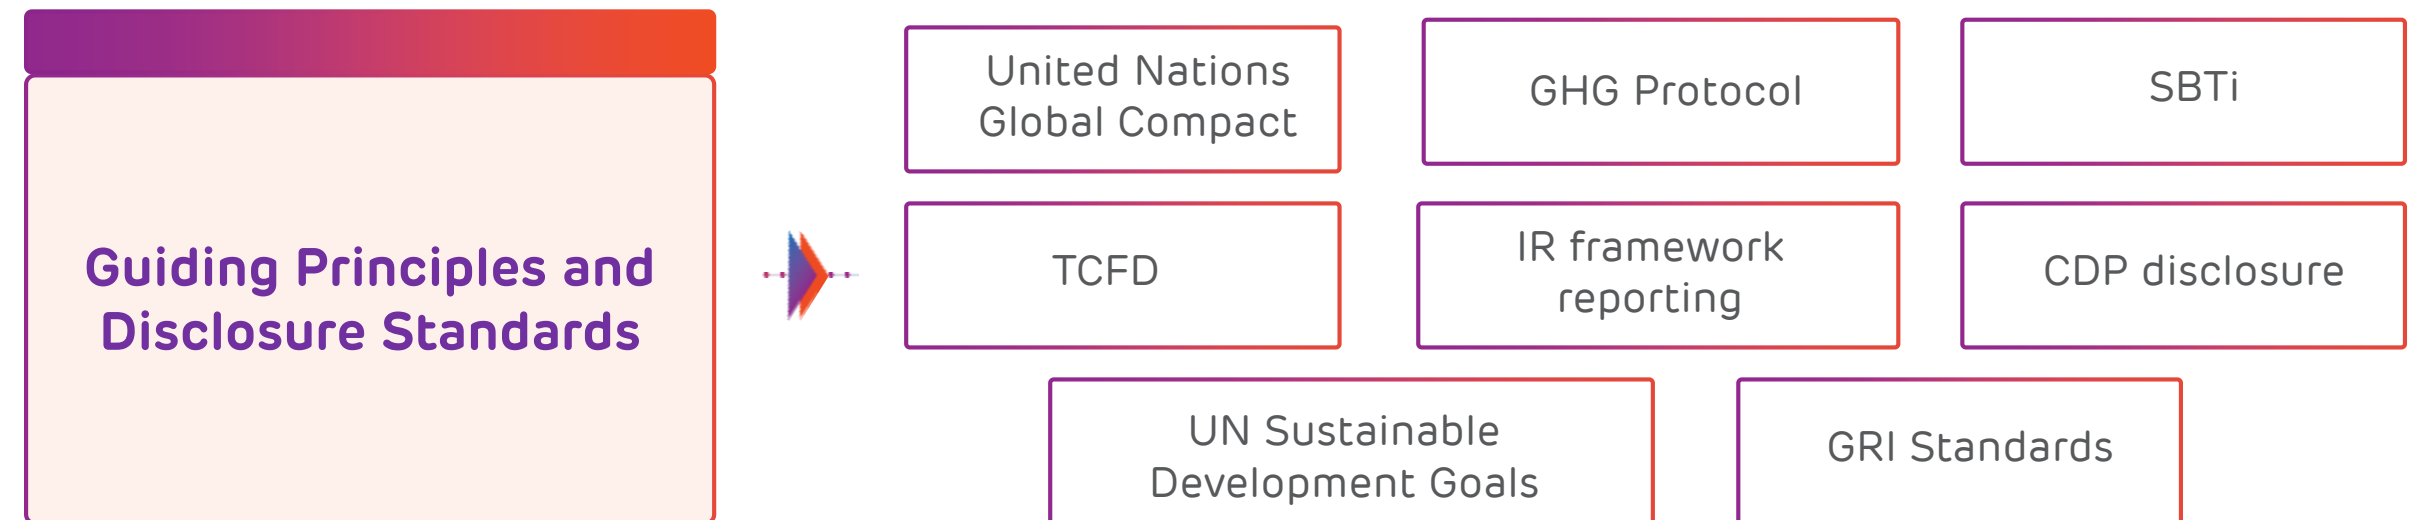 Guiding Principles and
Disclosure Standards
United Nations
Global Compact
GHG Protocol
SBTi
TCFD
IR framework
reporting
CDP disclosure
UN Sustainable
Development Goals
GRI Standards